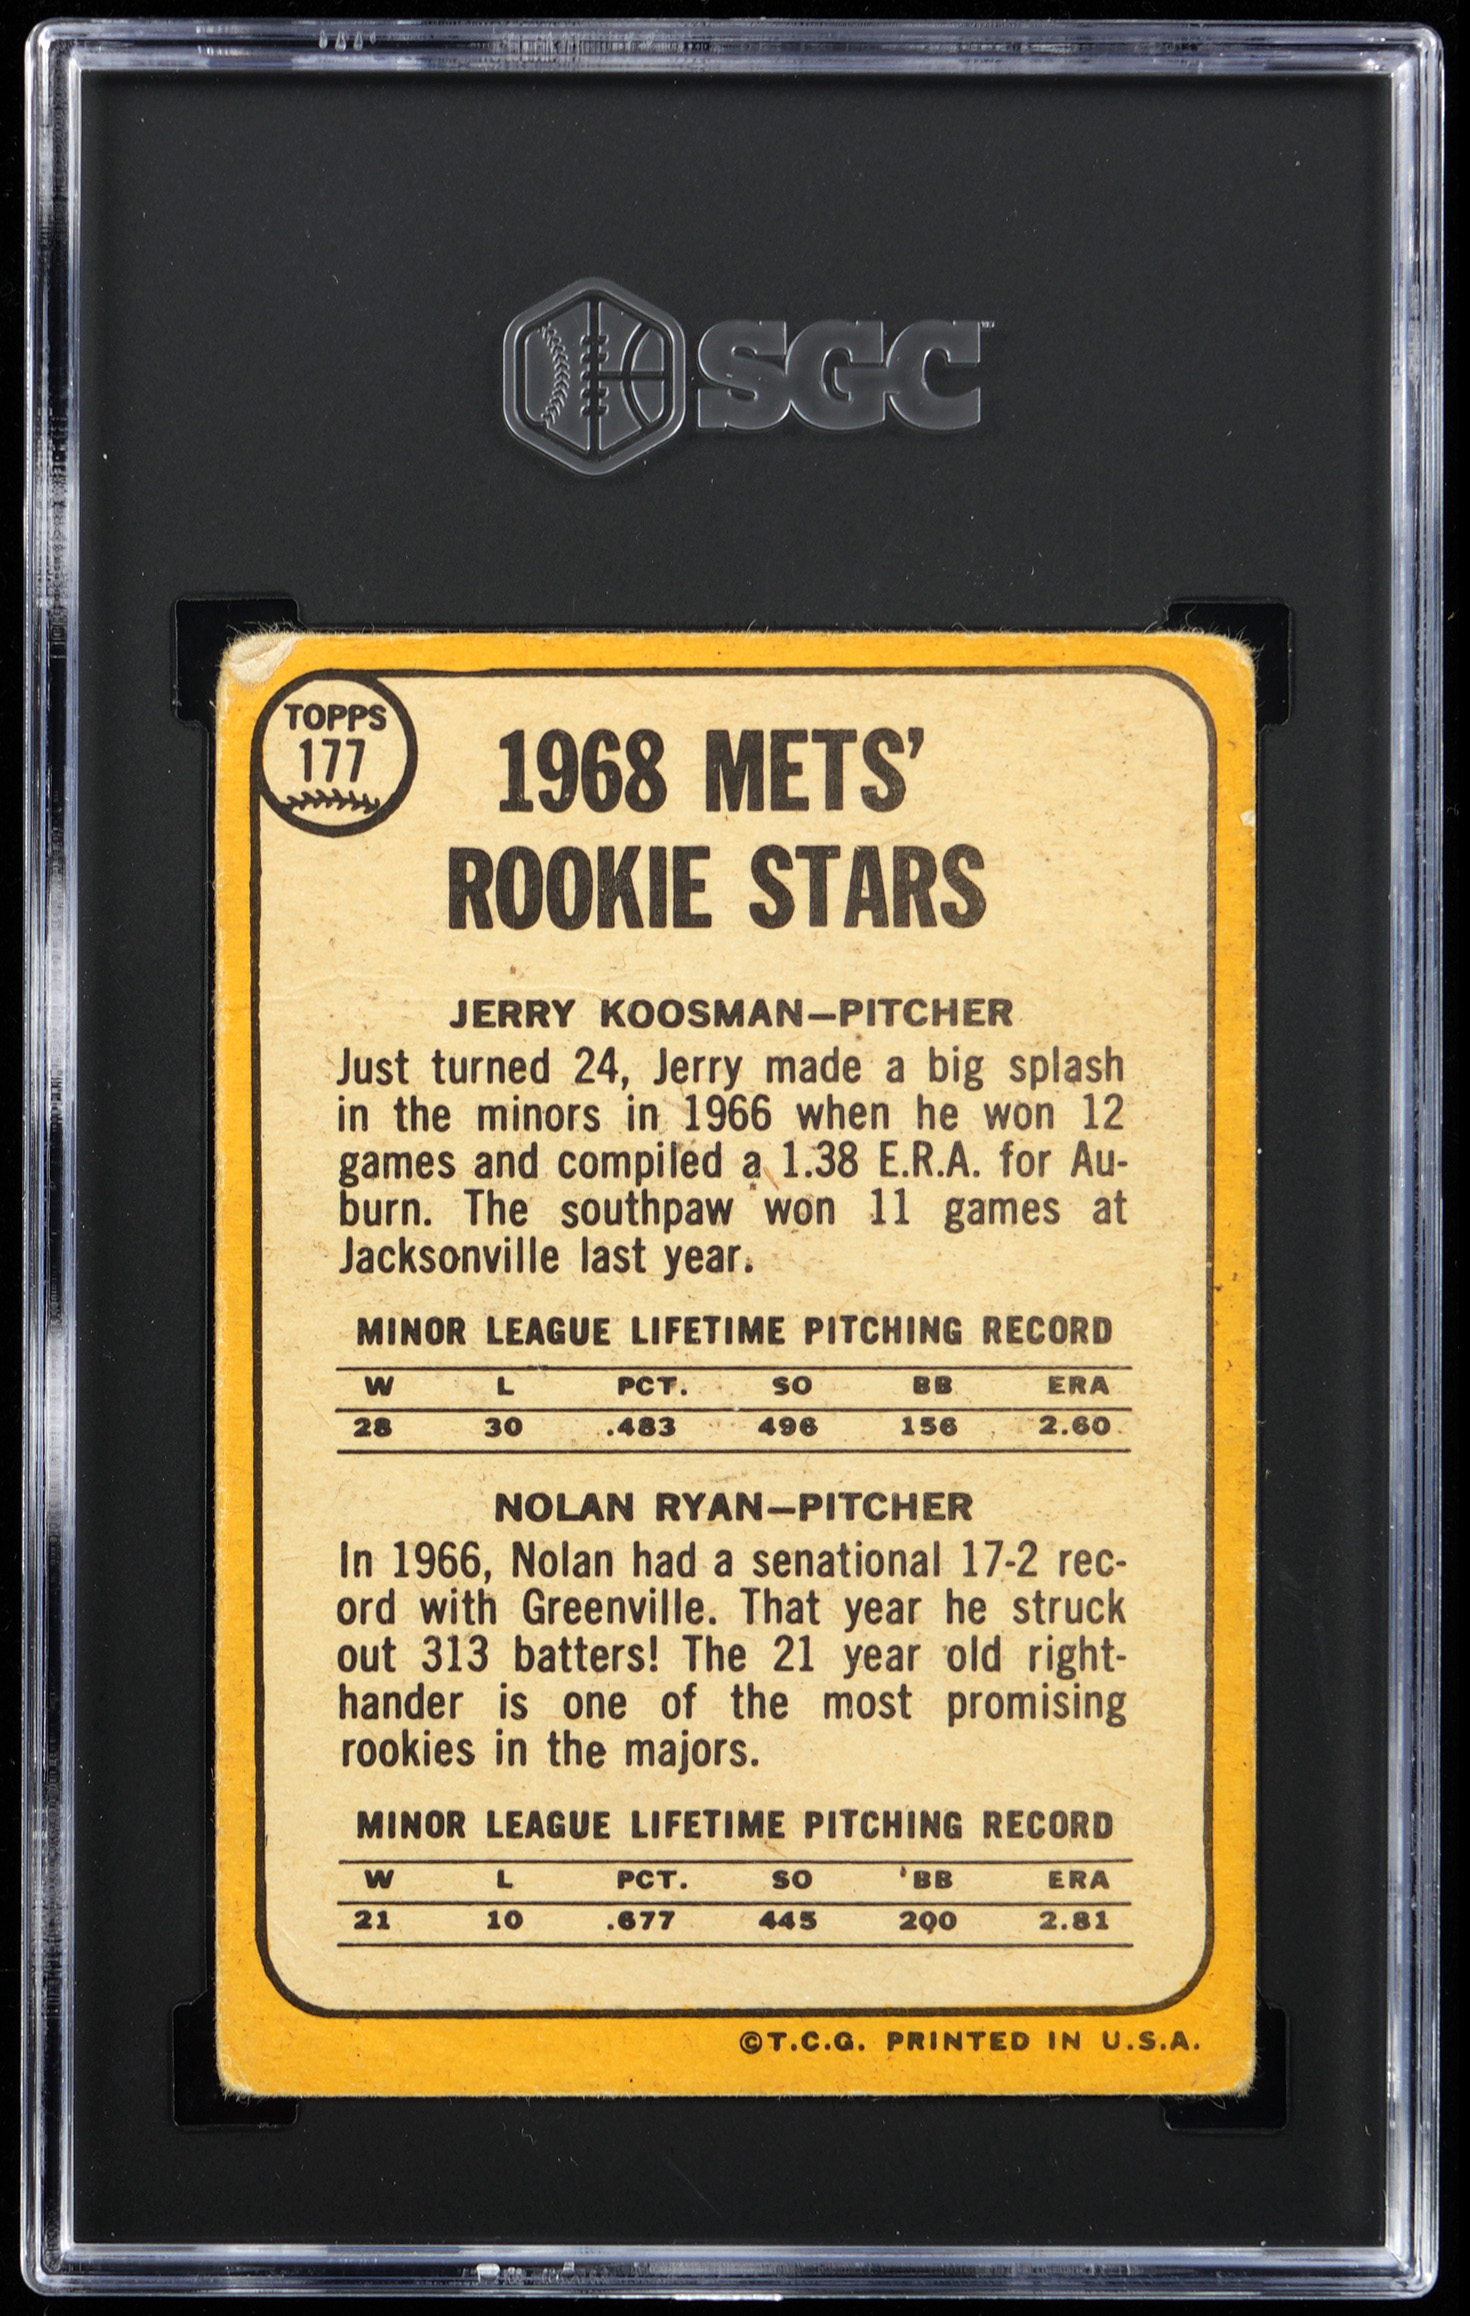 SGC
TOPPS
177
1968 METS'
ROOKIE STARS
JERRY KOOSMAN—PITCHER
Just turned 24, Jerry made a big splash
in the minors in 1966 when he won 12
games and compiled a 1.38 E.R.A. for Au-
burn. The southpaw won 11 games at
Jacksonville last year.
MINOR LEAGUE LIFETIME PITCHING RECORD
W L PCT. SO BB ERA
28 30 .483 496 156 2.60
NOLAN RYAN—PITCHER
In 1966, Nolan had a senational 17-2 rec-
ord with Greenville. That year he struck
out 313 batters! The 21 year old right-
hander is one of the most promising
rookies in the majors.
MINOR LEAGUE LIFETIME PITCHING RECORD
W L PCT. SO BB ERA
21 10 .677 445 200 2.81
©T.C.G. PRINTED IN U.S.A.